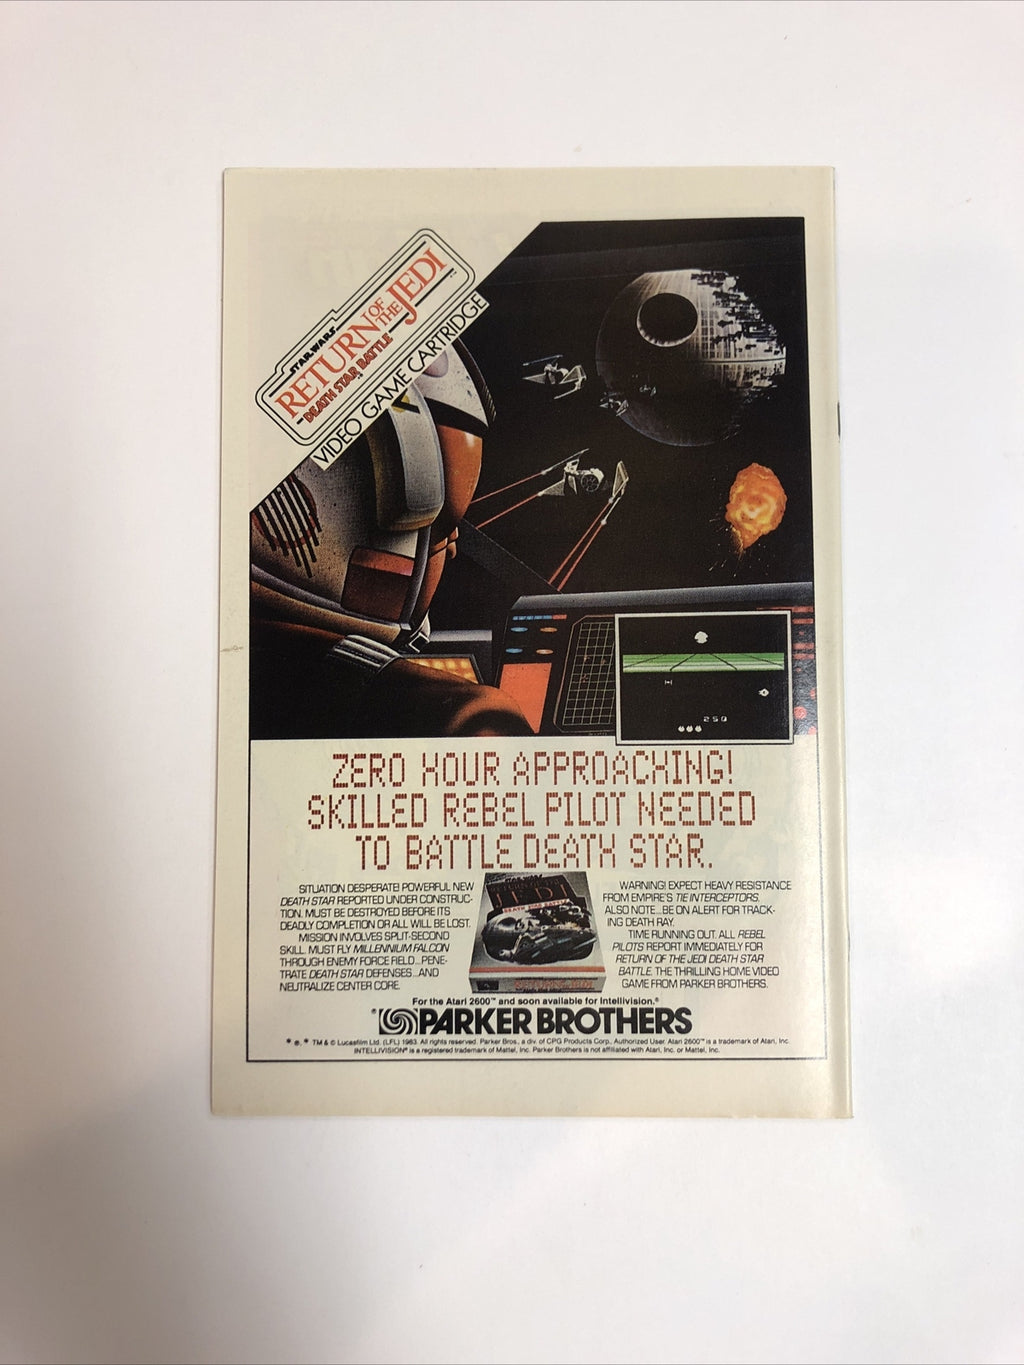 STAR WARS
RETURN OF THE JEDI
DEATH STAR BATTLE
VIDEO GAME CARTRIDGE
250
ZERO HOUR APPROACHING!
SKILLED REBEL PILOT NEEDED
TO BATTLE DEATH STAR.
SITUATION DESPERATE! POWERFUL NEW
DEATH STAR REPORTED UNDER CONSTRUC-
TION. MUST BE DESTROYED BEFORE ITS
DEADLY COMPLETION OR ALL WILL BE LOST.
MISSION INVOLVES SPLIT-SECOND
SKILL. MUST FLY MILLENNIUM FALCON
THROUGH ENEMY FORCE FIELD...PENE-
TRATE DEATH STAR DEFENSES...AND
NEUTRALIZE CENTER CORE.
JEDI
DEATH STAR BATTLE
WARNING! EXPECT HEAVY RESISTANCE
FROM EMPIRE'S TIE INTERCEPTORS.
ALSO NOTE...BE ON ALERT FOR TRACK-
ING DEATH RAY.
TIME RUNNING OUT. ALL REBEL
PILOTS REPORT IMMEDIATELY FOR
RETURN OF THE JEDI DEATH STAR
BATTLE. THE THRILLING HOME VIDEO
GAME FROM PARKER BROTHERS.
For the Atari 2600™ and soon available for Intellivision.®
® PARKER BROTHERS
* ®, * TM & © Lucasfilm Ltd. (LFL) 1983. All rights reserved. Parker Bros., a div. of CPG Products Corp., Authorized User. Atari 2600™ is a trademark of Atari, Inc.
INTELLIVISION® is a registered trademark of Mattel, Inc. Parker Brothers is not affiliated with Atari, Inc. or Mattel, Inc.